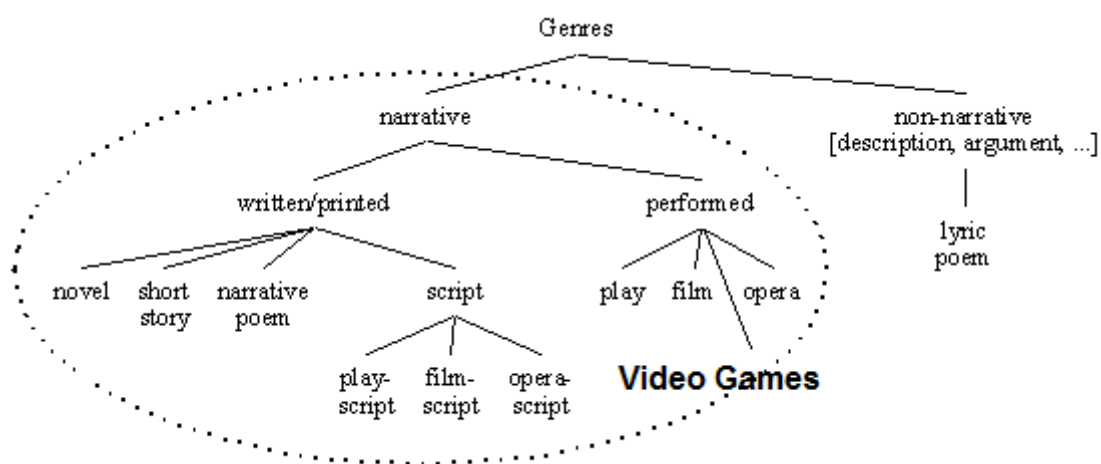 Genres
narrative
non-narrative
[description, argument, ...]
written/printed
performed
lyric
poem
novel
short
story
narrative
poem
script
play
film
opera
play-
script
film-
script
opera-
script
Video Games